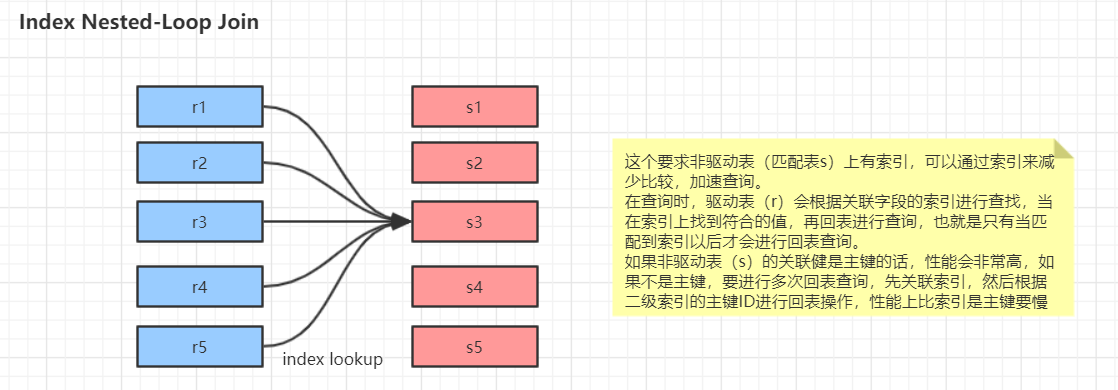 Index Nested-Loop Join
r1
s1
r2
s2
r3
s3
r4
s4
r5
s5
index lookup
这个要求非驱动表（匹配表s）上有索引，可以通过索引来减
少比较，加速查询。
在查询时，驱动表（r）会根据关联字段的索引进行查找，当
在索引上找到符合的值，再回表进行查询，也就是只有当匹
配到索引以后才会进行回表查询。
如果非驱动表（s）的关联健是主键的话，性能会非常高，如
果不是主键，要进行多次回表查询，先关联索引，然后根据
二级索引的主键ID进行回表操作，性能上比索引是主键要慢